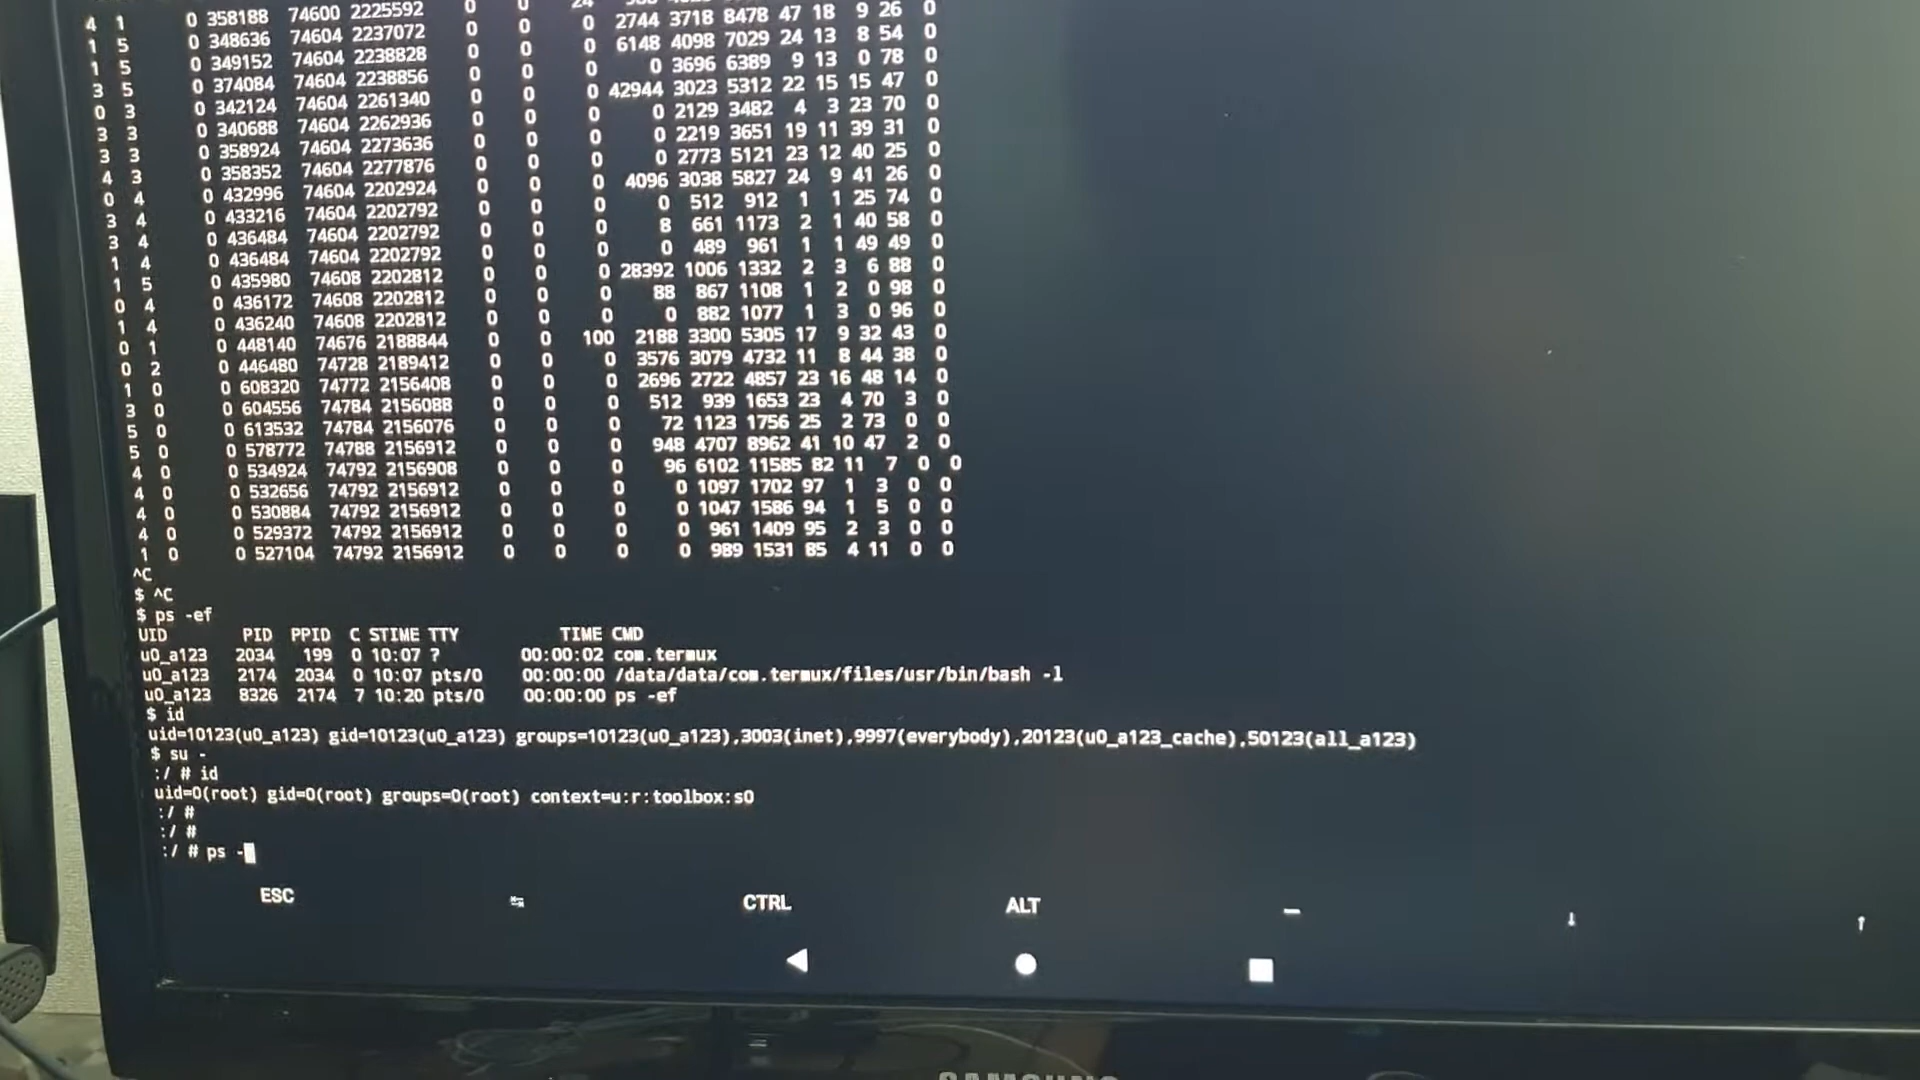 4 1 0 358188 74600 2225592 0 0 24
1 5 0 348636 74604 2237072 0 0 0 2744 3718 8478 47 18 9 26 0
1 5 0 349152 74604 2238828 0 0 0 6148 4098 7029 24 13 8 54 0
3 5 0 374084 74604 2238856 0 0 0 0 3696 6389 9 13 0 78 0
0 3 0 342124 74604 2261340 0 0 0 42944 3023 5312 22 15 15 47 0
3 3 0 340688 74604 2262936 0 0 0 0 2129 3482 4 3 23 70 0
3 3 0 358924 74604 2273636 0 0 0 0 2219 3651 19 11 39 31 0
4 3 0 358352 74604 2277876 0 0 0 0 2773 5121 23 12 40 25 0
0 4 0 432996 74604 2202924 0 0 0 4096 3038 5827 24 9 41 26 0
3 4 0 433216 74604 2202792 0 0 0 0 512 912 1 1 25 74 0
3 4 0 436484 74604 2202792 0 0 0 8 661 1173 2 1 40 58 0
1 4 0 436484 74604 2202792 0 0 0 0 489 961 1 1 49 49 0
1 5 0 435980 74608 2202812 0 0 0 28392 1006 1332 2 3 6 88 0
0 4 0 436172 74608 2202812 0 0 0 88 867 1108 1 2 0 98 0
1 4 0 436240 74608 2202812 0 0 0 0 882 1077 1 3 0 96 0
0 1 0 448140 74676 2188844 0 0 100 2188 3300 5305 17 9 32 43 0
0 2 0 446480 74728 2189412 0 0 0 3576 3079 4732 11 8 44 38 0
1 0 0 608320 74772 2156408 0 0 0 2696 2722 4857 23 16 48 14 0
3 0 0 604556 74784 2156088 0 0 0 512 939 1653 23 4 70 3 0
5 0 0 613532 74784 2156076 0 0 0 72 1123 1756 25 2 73 0 0
5 0 0 578772 74788 2156912 0 0 0 948 4707 8962 41 10 47 2 0
4 0 0 534924 74792 2156908 0 0 0 96 6102 11585 82 11 7 0 0
4 0 0 532656 74792 2156912 0 0 0 0 1097 1702 97 1 3 0 0
4 0 0 530884 74792 2156912 0 0 0 0 1047 1586 94 1 5 0 0
4 0 0 529372 74792 2156912 0 0 0 0 961 1409 95 2 3 0 0
1 0 0 527104 74792 2156912 0 0 0 0 989 1531 85 4 11 0 0
^C
$ ^C
$ ps -ef
UID PID PPID C STIME TTY TIME CMD
u0_a123 2034 199 0 10:07 ? 00:00:02 com.termux
u0_a123 2174 2034 0 10:07 pts/0 00:00:00 /data/data/com.termux/files/usr/bin/bash -l
u0_a123 8326 2174 7 10:20 pts/0 00:00:00 ps -ef
$ id
uid=10123(u0_a123) gid=10123(u0_a123) groups=10123(u0_a123),3003(inet),9997(everybody),20123(u0_a123_cache),50123(all_a123)
$ su -
:/ # id
uid=0(root) gid=0(root) groups=0(root) context=u:r:toolbox:s0
:/ #
:/ #
:/ # ps -
ESC CTRL ALT —
SAMSUNG